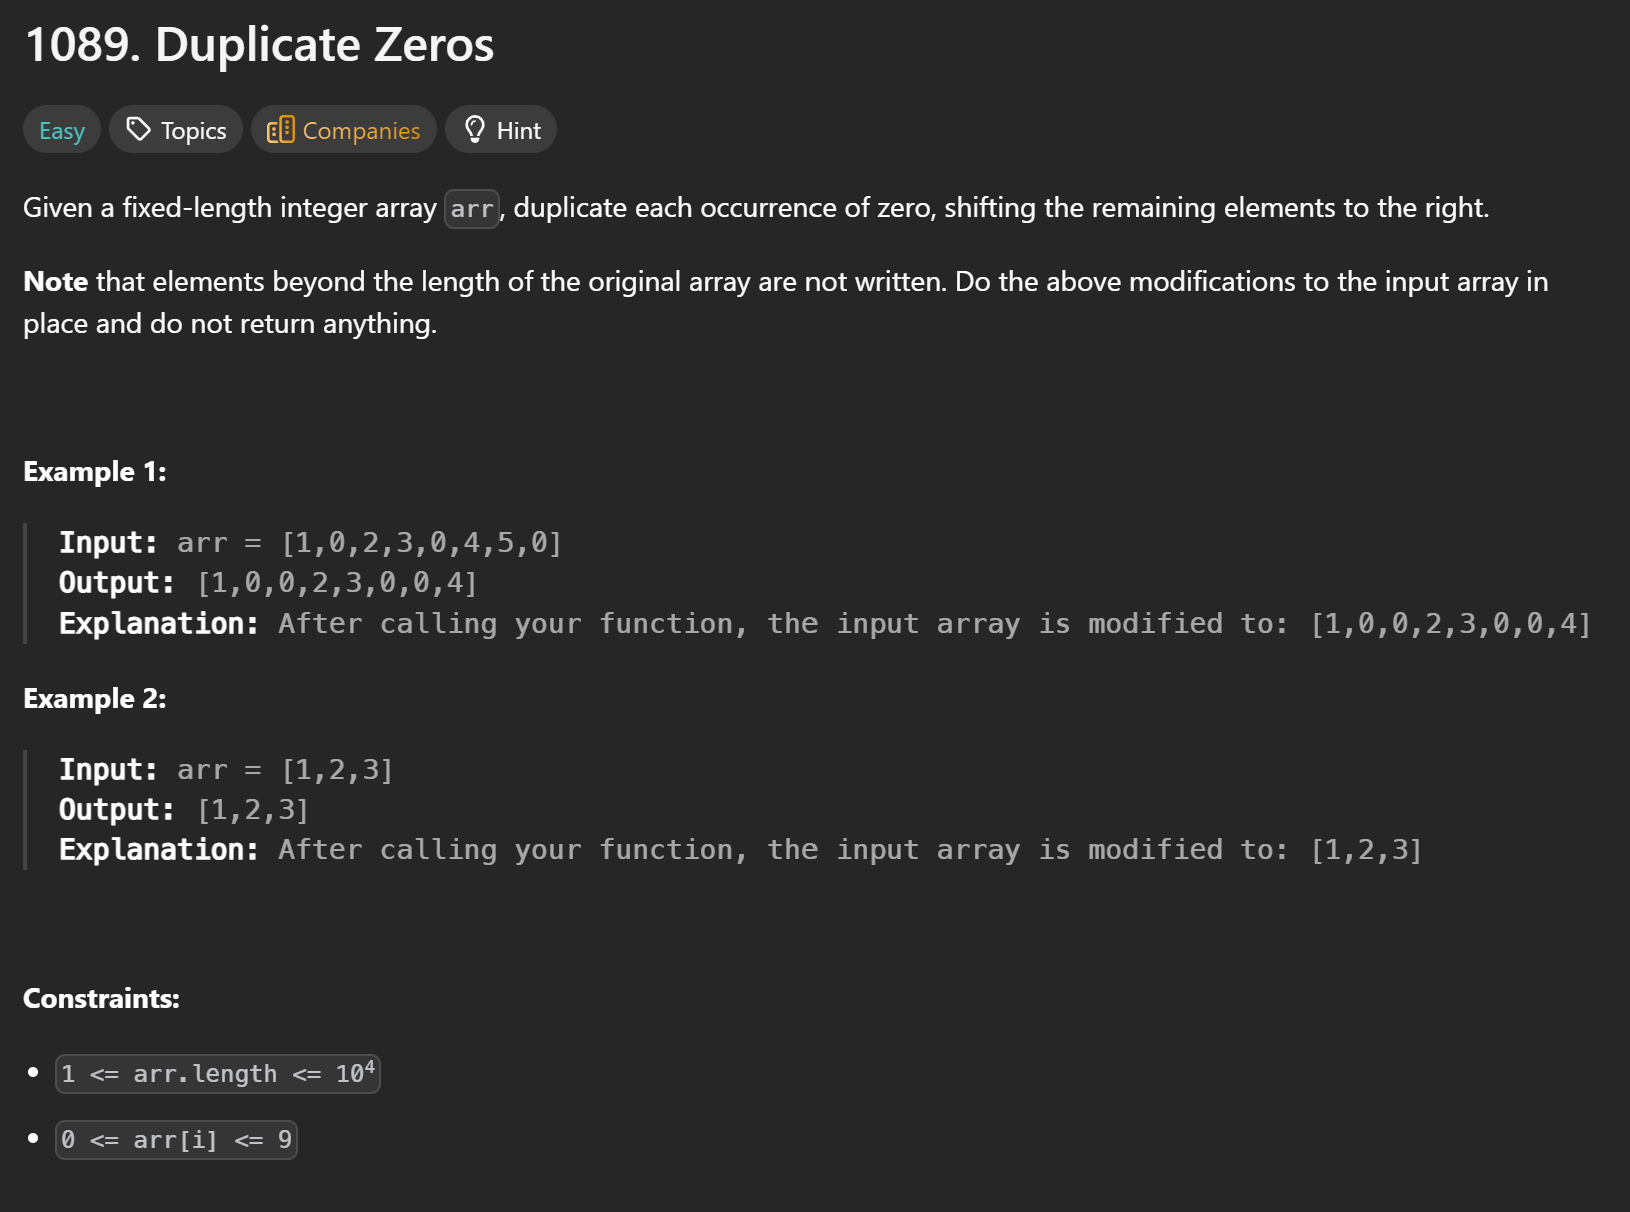 1089. Duplicate Zeros
Easy Topics Companies Hint
Given a fixed-length integer array arr, duplicate each occurrence of zero, shifting the remaining elements to the right.
Note that elements beyond the length of the original array are not written. Do the above modifications to the input array in
place and do not return anything.
Example 1:
Input: arr = [1,0,2,3,0,4,5,0]
Output: [1,0,0,2,3,0,0,4]
Explanation: After calling your function, the input array is modified to: [1,0,0,2,3,0,0,4]
Example 2:
Input: arr = [1,2,3]
Output: [1,2,3]
Explanation: After calling your function, the input array is modified to: [1,2,3]
Constraints:
1 <= arr.length <= 10⁴
0 <= arr[i] <= 9